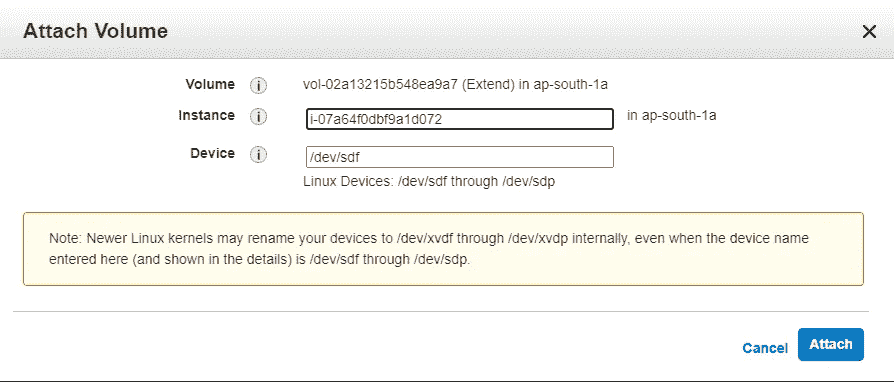 Attach Volume
Volume i vol-02a13215b548ea9a7 (Extend) in ap-south-1a
Instance i i-07a64f0dbf9a1d072 in ap-south-1a
Device i /dev/sdf
Linux Devices: /dev/sdf through /dev/sdp
Note: Newer Linux kernels may rename your devices to /dev/xvdf through /dev/xvdp internally, even when the device name
entered here (and shown in the details) is /dev/sdf through /dev/sdp.
Cancel Attach